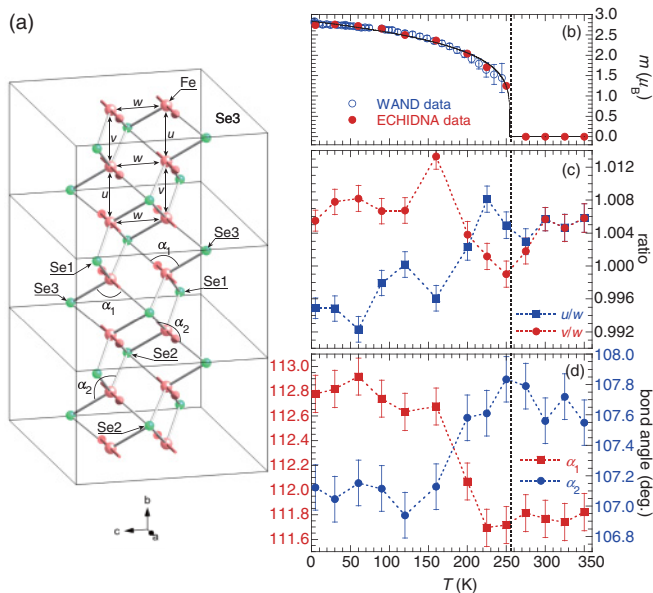 (a)
Fe
w
Se3
v
u
w
u
v
w
α1
Se3
Se1
Se3
Se1
α1
α2
Se2
α2
Se2
b
c
a
(b)
3.0
2.5
2.0
1.5
1.0
0.5
0.0
m (μB)
WAND data
ECHIDNA data
(c)
1.012
1.008
1.004
1.000
0.996
0.992
ratio
u/w
v/w
(d)
113.0
112.8
112.6
112.4
112.2
112.0
111.8
111.6
108.0
107.8
107.6
107.4
107.2
107.0
106.8
bond angle (deg.)
α1
α2
0 50 100 150 200 250 300 350
T (K)